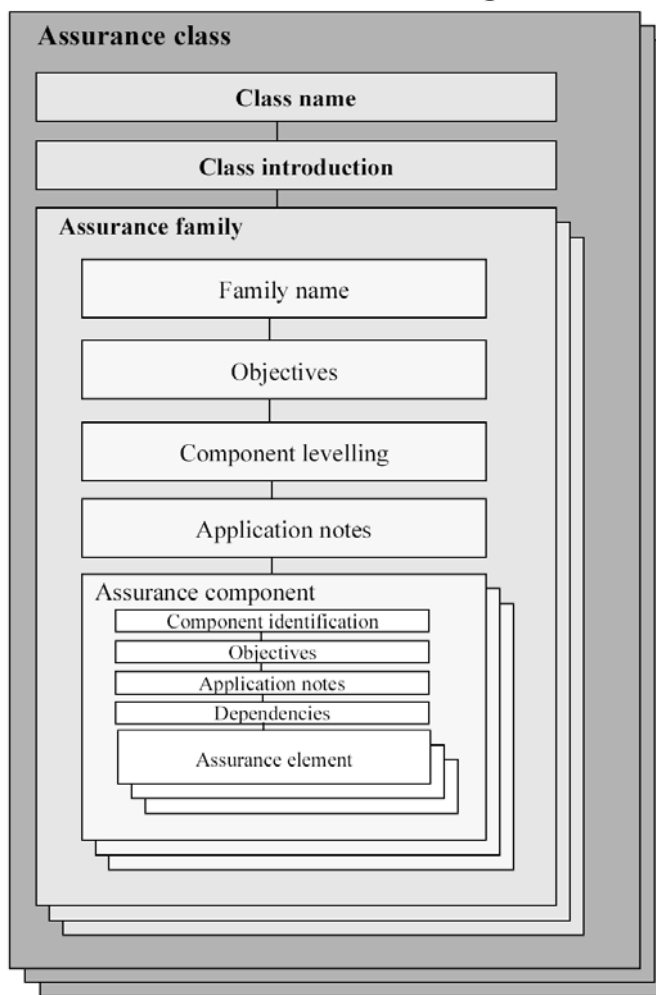 Assurance class
Class name
Class introduction
Assurance family
Family name
Objectives
Component levelling
Application notes
Assurance component
Component identification
Objectives
Application notes
Dependencies
Assurance element